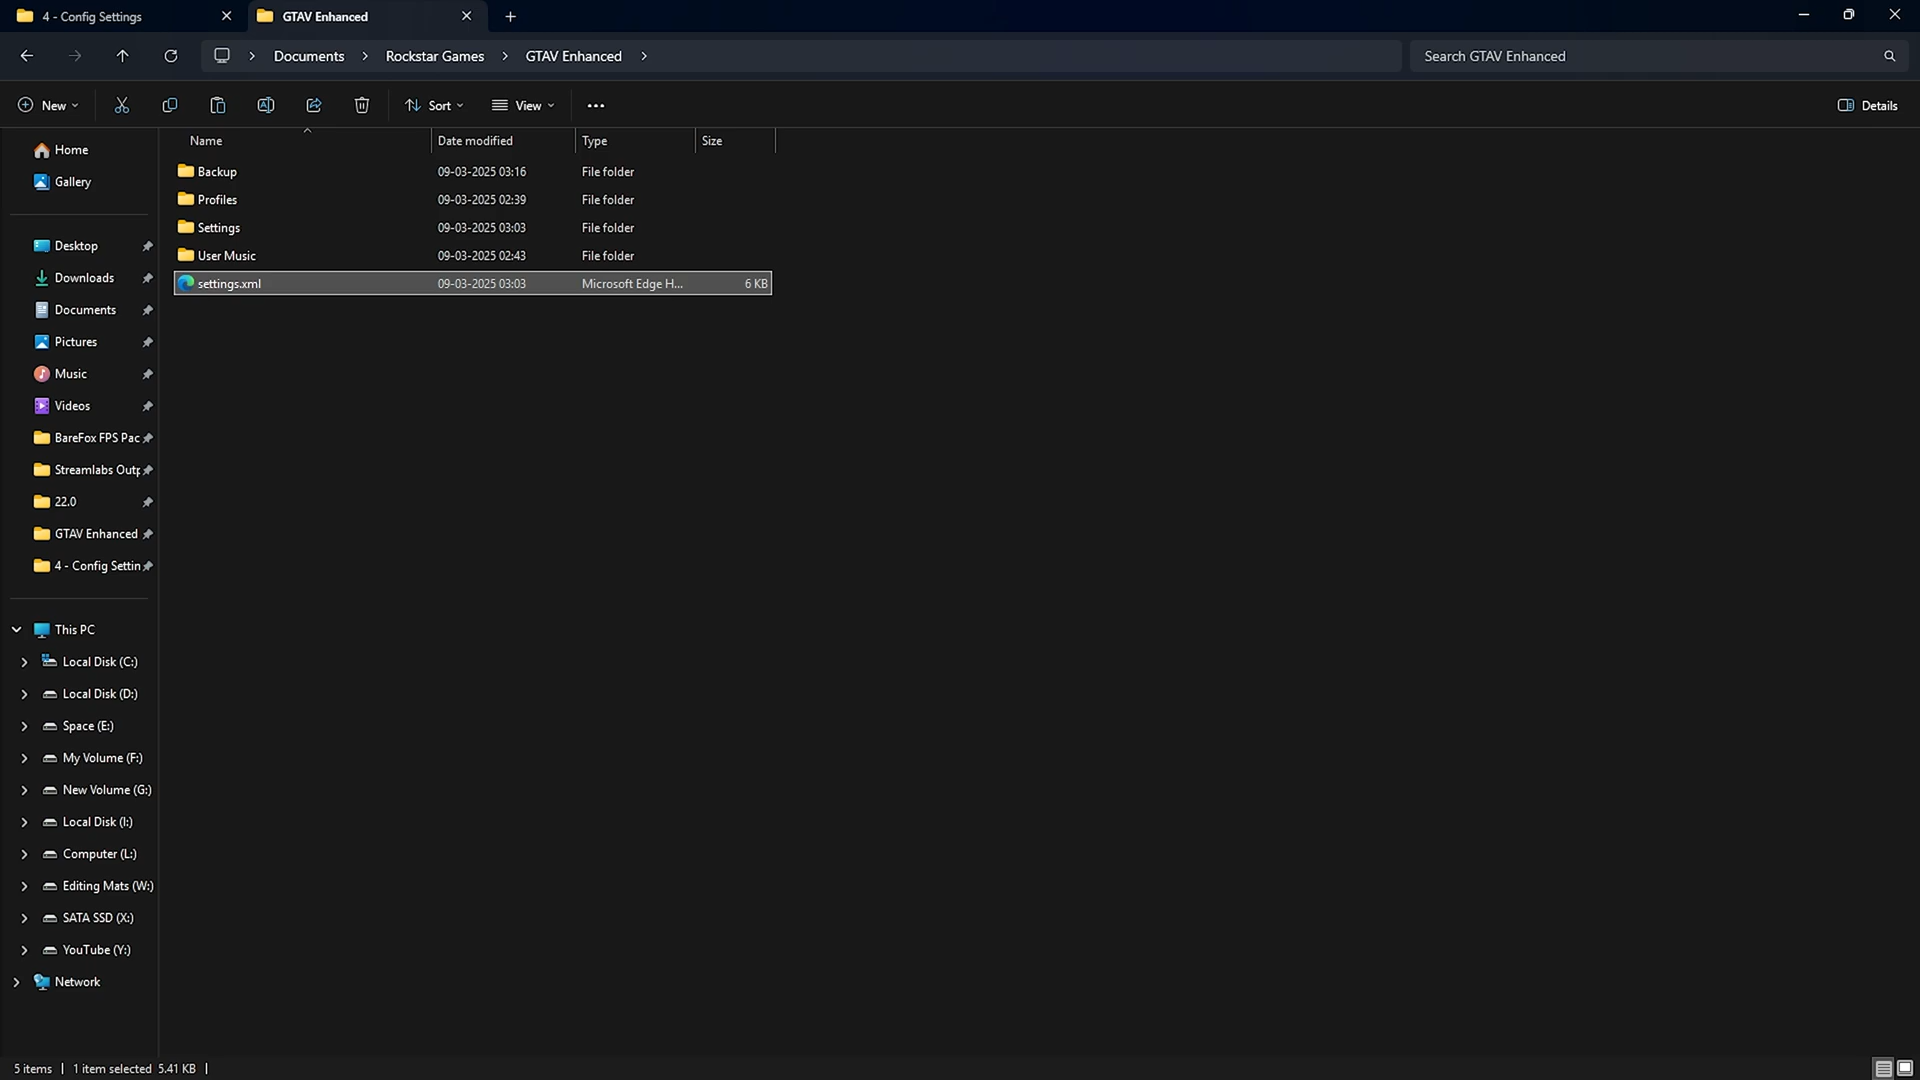 4 - Config Settings
GTAV Enhanced
Documents
Rockstar Games
GTAV Enhanced
Search GTAV Enhanced
New
Sort
View
Details
Name
Date modified
Type
Size
Backup 09-03-2025 03:16 File folder
Profiles 09-03-2025 02:39 File folder
Settings 09-03-2025 03:03 File folder
User Music 09-03-2025 02:43 File folder
settings.xml 09-03-2025 03:03 Microsoft Edge H... 6 KB
Home
Gallery
Desktop
Downloads
Documents
Pictures
Music
Videos
BareFox FPS Pac
Streamlabs Outp
22.0
GTAV Enhanced
4 - Config Settin
This PC
Local Disk (C:)
Local Disk (D:)
Space (E:)
My Volume (F:)
New Volume (G:)
Local Disk (I:)
Computer (L:)
Editing Mats (W:)
SATA SSD (X:)
YouTube (Y:)
Network
5 items
1 item selected 5.41 KB